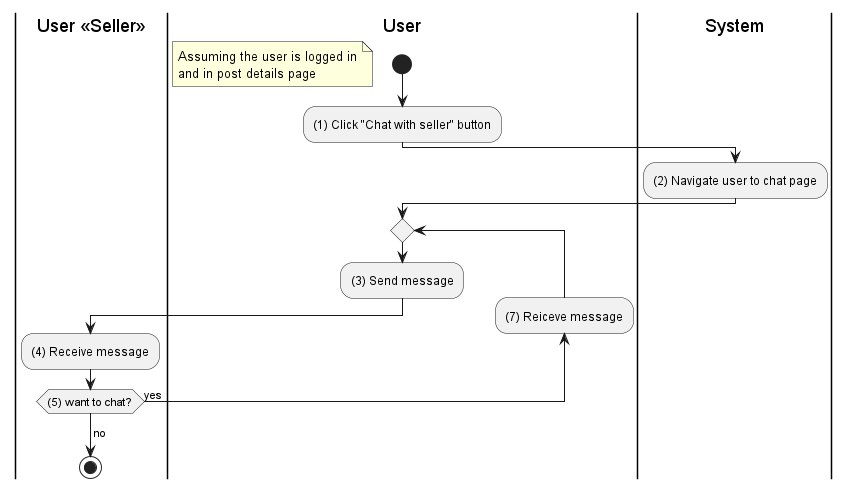 User «Seller»
User
System
Assuming the user is logged in
and in post details page
(1) Click "Chat with seller" button
(2) Navigate user to chat page
(3) Send message
(7) Reiceve message
(4) Receive message
(5) want to chat?
yes
no